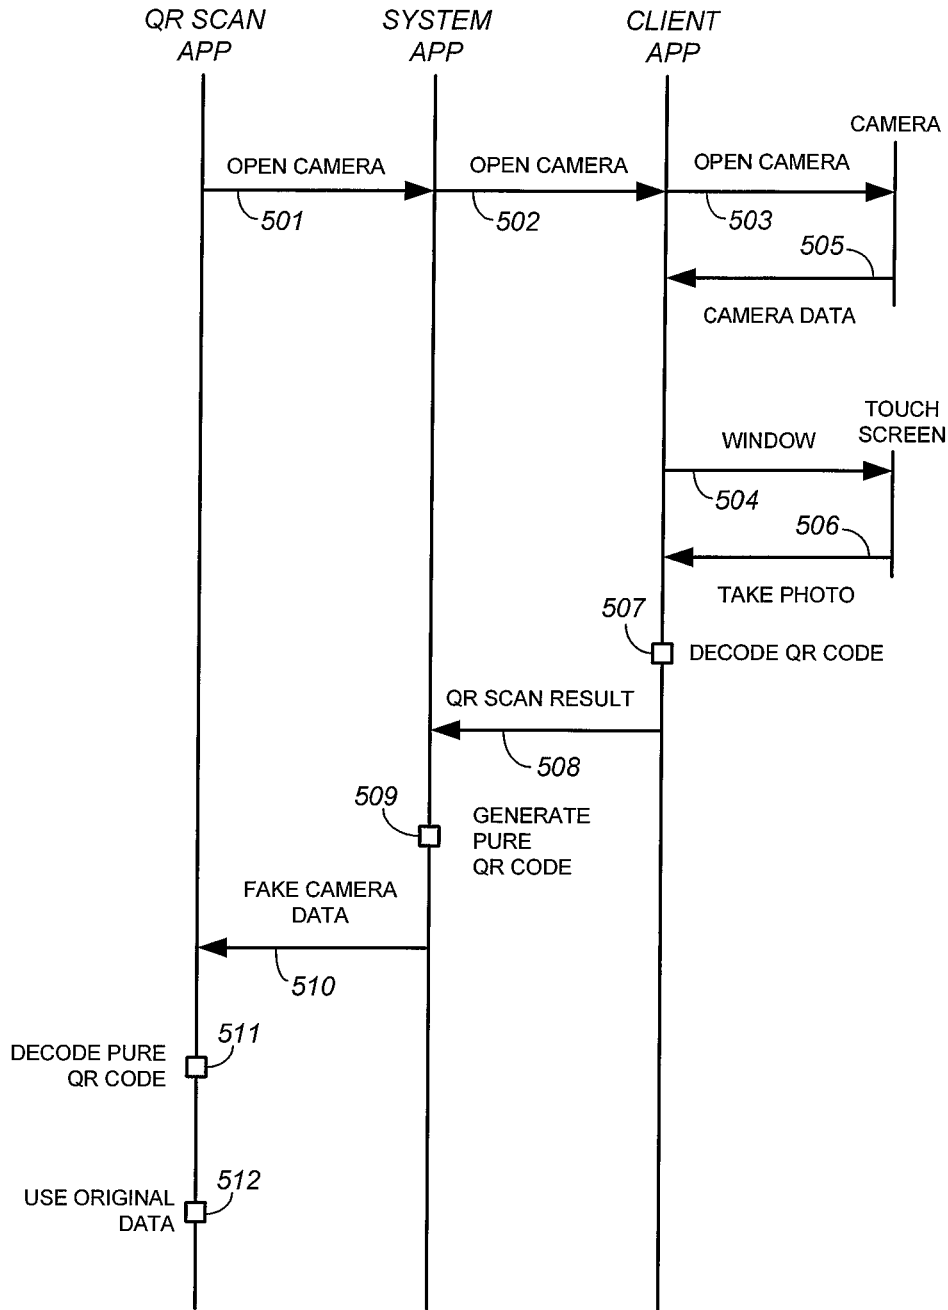 QR SCAN
APP
SYSTEM
APP
CLIENT
APP
CAMERA
OPEN CAMERA
501
OPEN CAMERA
502
OPEN CAMERA
503
505
CAMERA DATA
TOUCH
SCREEN
WINDOW
504
506
TAKE PHOTO
507
DECODE QR CODE
QR SCAN RESULT
508
509
GENERATE
PURE
QR CODE
FAKE CAMERA
DATA
510
511
DECODE PURE
QR CODE
512
USE ORIGINAL
DATA